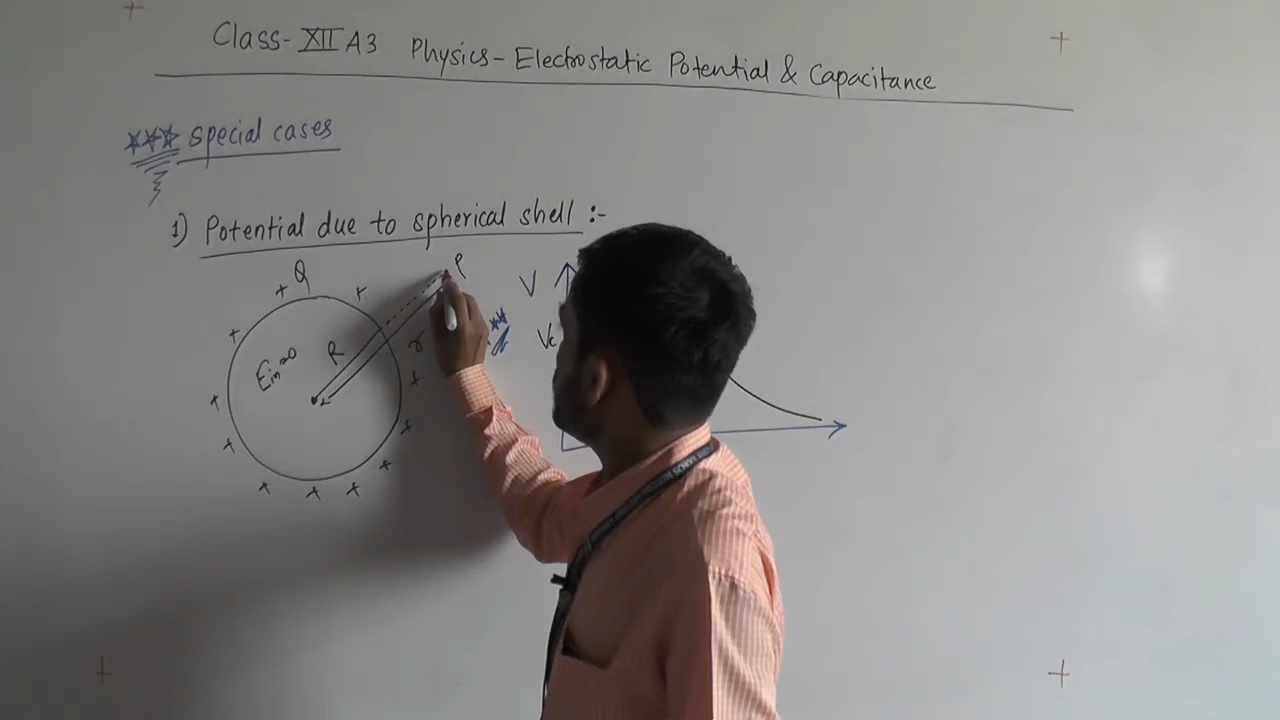 Class-XII A3 Physics-Electrostatic Potential & Capacitance
*** special cases
1) Potential due to spherical shell :-
Q
P
V
R
r
Ein=0
Vc